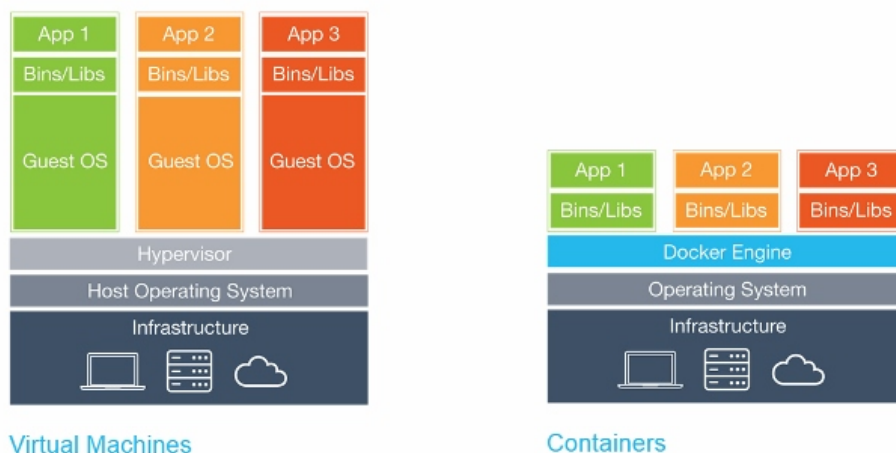 App 1
App 2
App 3
Bins/Libs
Bins/Libs
Bins/Libs
Guest OS
Guest OS
Guest OS
Hypervisor
Host Operating System
Infrastructure
Virtual Machines
App 1
App 2
App 3
Bins/Libs
Bins/Libs
Bins/Libs
Docker Engine
Operating System
Infrastructure
Containers